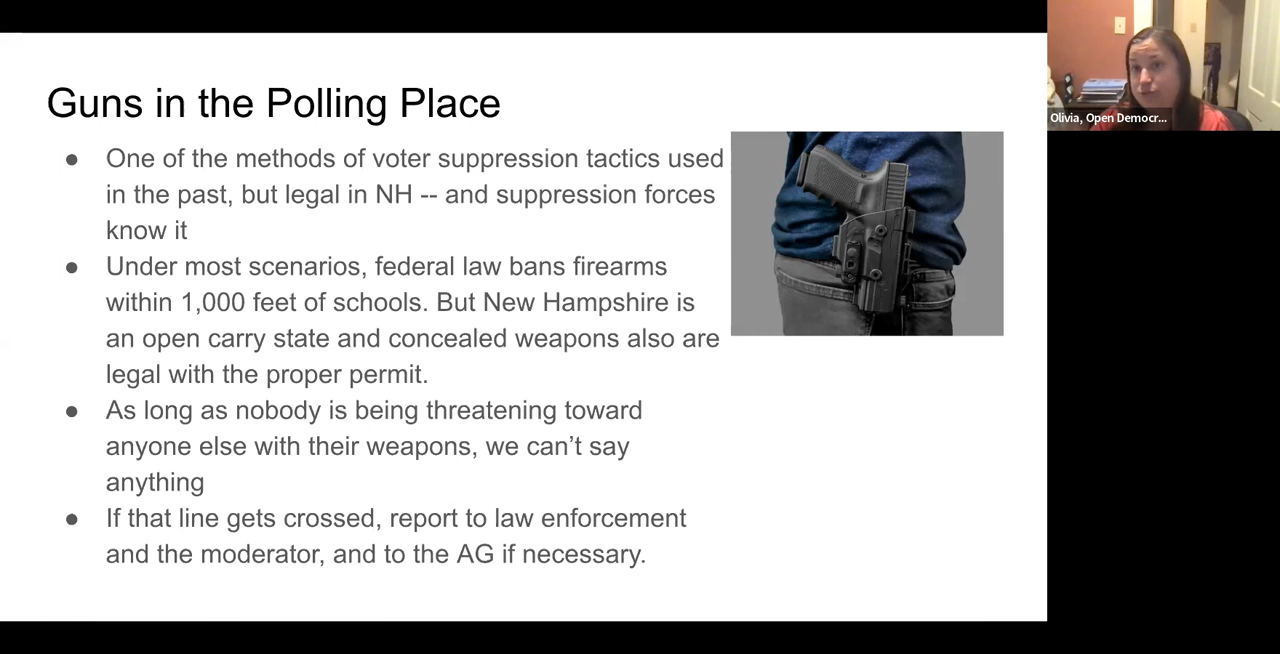 Guns in the Polling Place
● One of the methods of voter suppression tactics used
in the past, but legal in NH -- and suppression forces
know it
● Under most scenarios, federal law bans firearms
within 1,000 feet of schools. But New Hampshire is
an open carry state and concealed weapons also are
legal with the proper permit.
● As long as nobody is being threatening toward
anyone else with their weapons, we can’t say
anything
● If that line gets crossed, report to law enforcement
and the moderator, and to the AG if necessary.
Olivia, Open Democr...